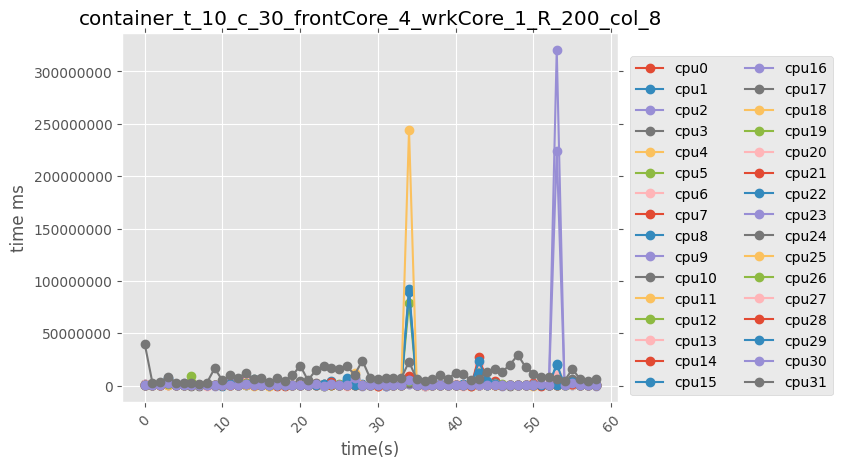 container_t_10_c_30_frontCore_4_wrkCore_1_R_200_col_8
300000000
250000000
200000000
150000000
100000000
50000000
0
time ms
0
10
20
30
40
50
60
time(s)
cpu0
cpu1
cpu2
cpu3
cpu4
cpu5
cpu6
cpu7
cpu8
cpu9
cpu10
cpu11
cpu12
cpu13
cpu14
cpu15
cpu16
cpu17
cpu18
cpu19
cpu20
cpu21
cpu22
cpu23
cpu24
cpu25
cpu26
cpu27
cpu28
cpu29
cpu30
cpu31